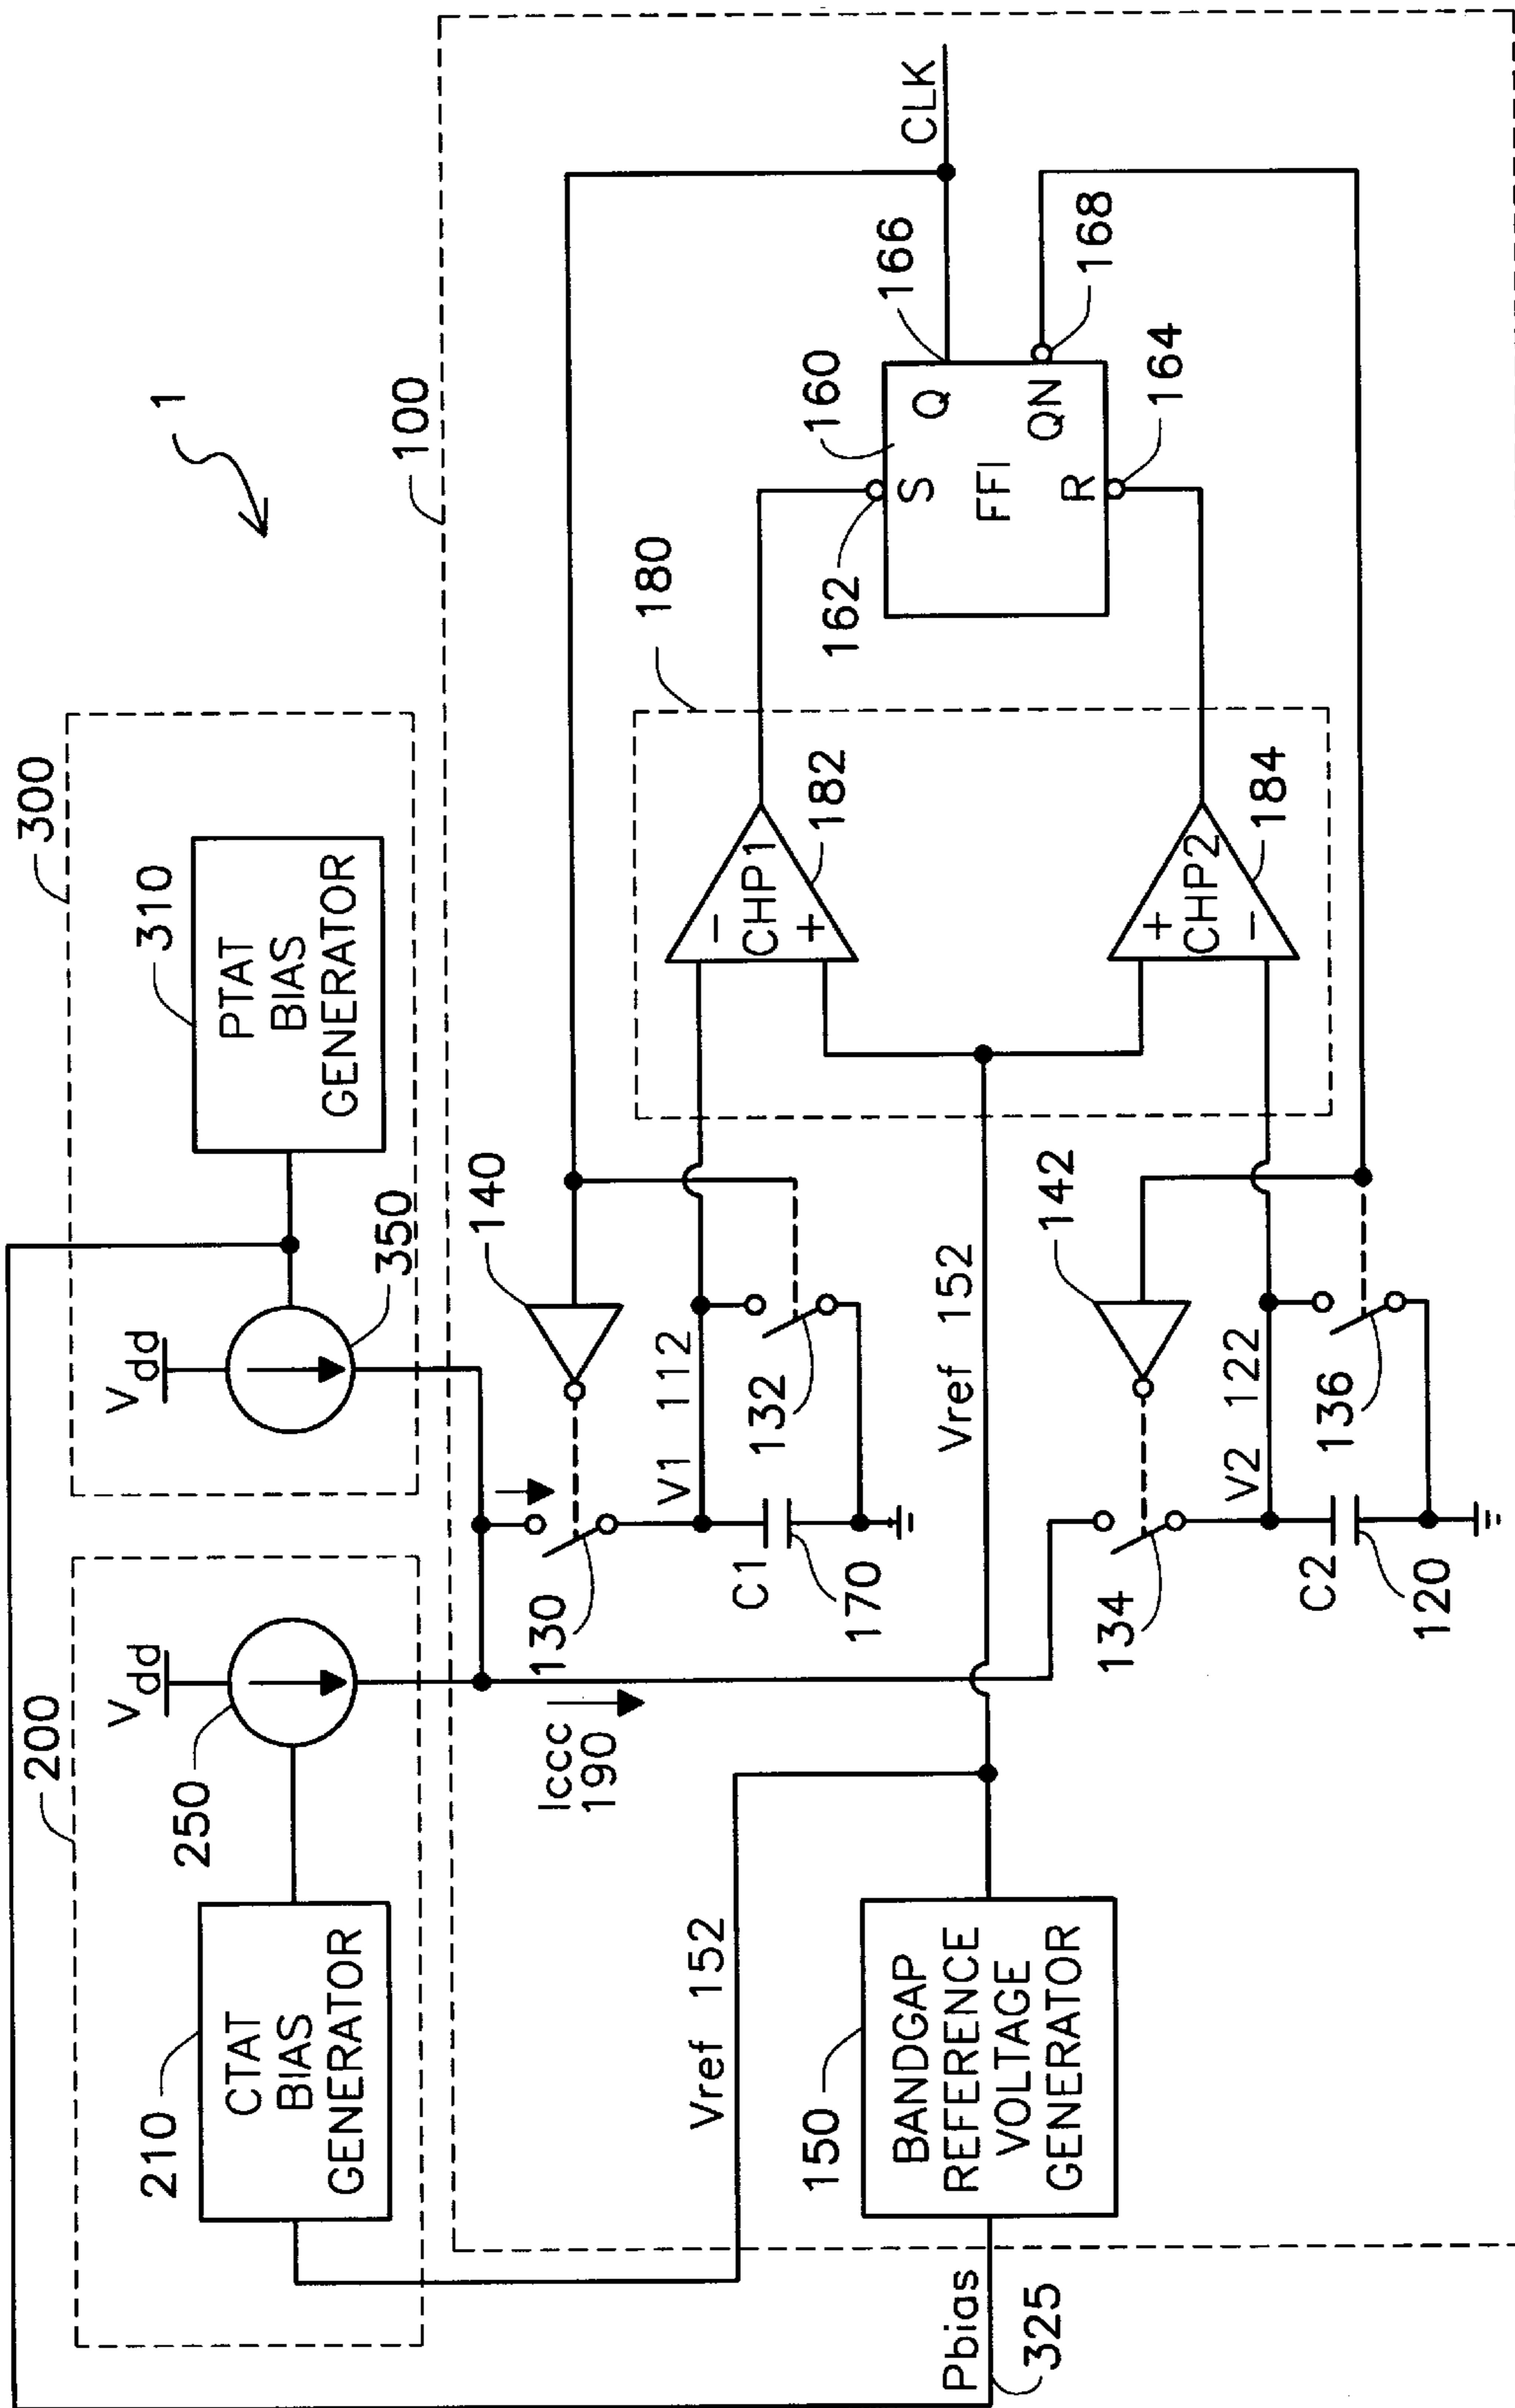 1
200
210
CTAT
BIAS
GENERATOR
250
Vdd
300
Vdd
350
310
PTAT
BIAS
GENERATOR
100
Iccc
190
130
140
V1 112
132
C1
170
180
CHP1
-
+
182
CHP2
+
-
184
162
160
S
Q
FFI
QN
R
166
CLK
168
164
Vref 152
Vref 152
150
BANDGAP
REFERENCE
VOLTAGE
GENERATOR
Pbias
325
134
142
V2 122
136
C2
120